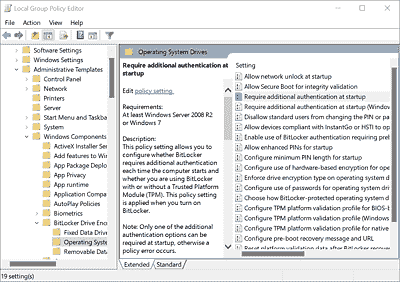 Local Group Policy Editor
File Action View Help
Software Settings
Windows Settings
Administrative Templates
Control Panel
Network
Printers
Server
Start Menu and Taskba
System
Windows Components
ActiveX Installer Ser
Add features to Win
App Package Deploy
App Privacy
App runtime
Application Compa
AutoPlay Policies
Biometrics
BitLocker Drive Enc
Fixed Data Drive
Operating Syste
Removable Data
Operating System Drives
Require additional authentication at
startup
Edit policy setting.
Requirements:
At least Windows Server 2008 R2
or Windows 7
Description:
This policy setting allows you to
configure whether BitLocker
requires additional authentication
each time the computer starts and
whether you are using BitLocker
with or without a Trusted Platform
Module (TPM). This policy setting
is applied when you turn on
BitLocker.
Note: Only one of the additional
authentication options can be
required at startup, otherwise a
policy error occurs.
Setting
Allow network unlock at startup
Allow Secure Boot for integrity validation
Require additional authentication at startup
Require additional authentication at startup (Windows
Disallow standard users from changing the PIN or pa
Allow devices compliant with InstantGo or HSTI to op
Enable use of BitLocker authentication requiring preb
Allow enhanced PINs for startup
Configure minimum PIN length for startup
Configure use of hardware-based encryption for ope
Enforce drive encryption type on operating system d
Configure use of passwords for operating system driv
Choose how BitLocker-protected operating system d
Configure TPM platform validation profile for BIOS-
Configure TPM platform validation profile (Windows
Configure TPM platform validation profile for native
Configure pre-boot recovery message and URL
Reset platform validation data after BitLocker recover
Extended Standard
19 setting(s)